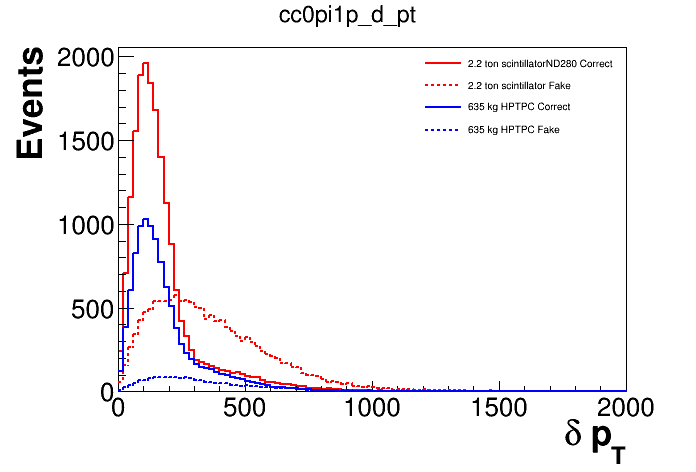 cc0pi1p_d_pt
Events
2000
1500
1000
500
0
2.2 ton scintillatorND280 Correct
2.2 ton scintillator Fake
635 kg HPTPC Correct
635 kg HPTPC Fake
0 500 1000 1500 2000
δ p_T